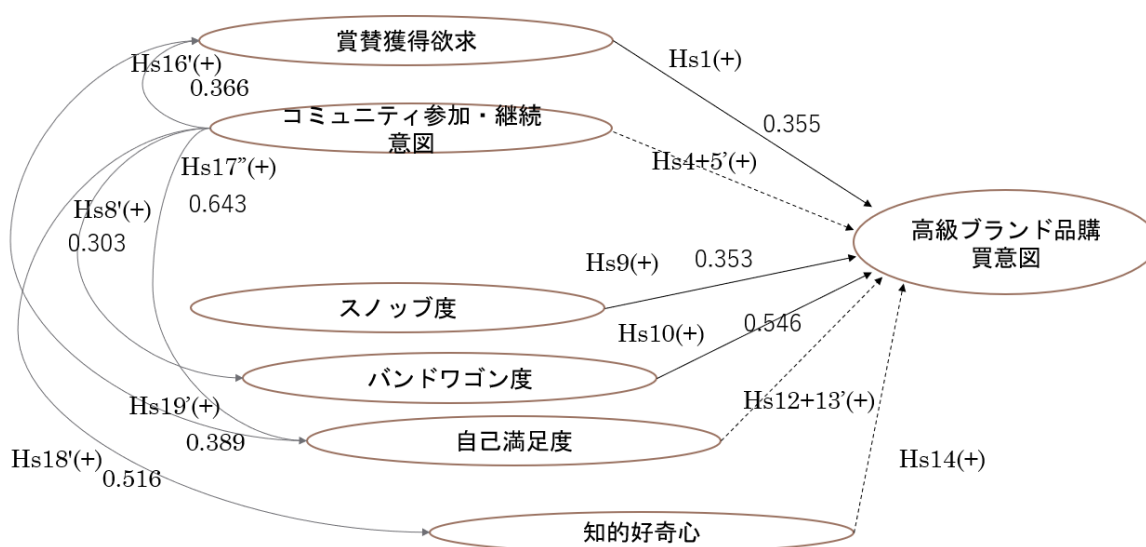 賞賛獲得欲求
Hs1(+)
Hs16'(+)
0.366
コミュニティ参加・継続
意図
0.355
Hs17”(+)
0.643
Hs4+5’(+)
Hs8'(+)
0.303
高級ブランド品購
買意図
Hs9(+)
0.353
スノッブ度
Hs10(+)
0.546
バンドワゴン度
Hs12+13’(+)
Hs19’(+)
0.389
自己満足度
Hs18'(+)
0.516
Hs14(+)
知的好奇心